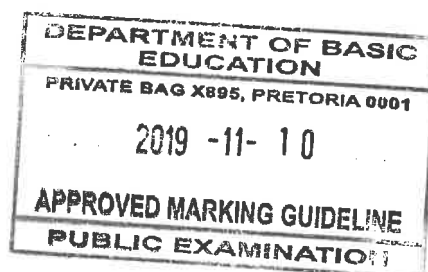 DEPARTMENT OF BASIC
EDUCATION
PRIVATE BAG X895, PRETORIA 0001
2019 -11- 10
APPROVED MARKING GUIDELINE
PUBLIC EXAMINATION